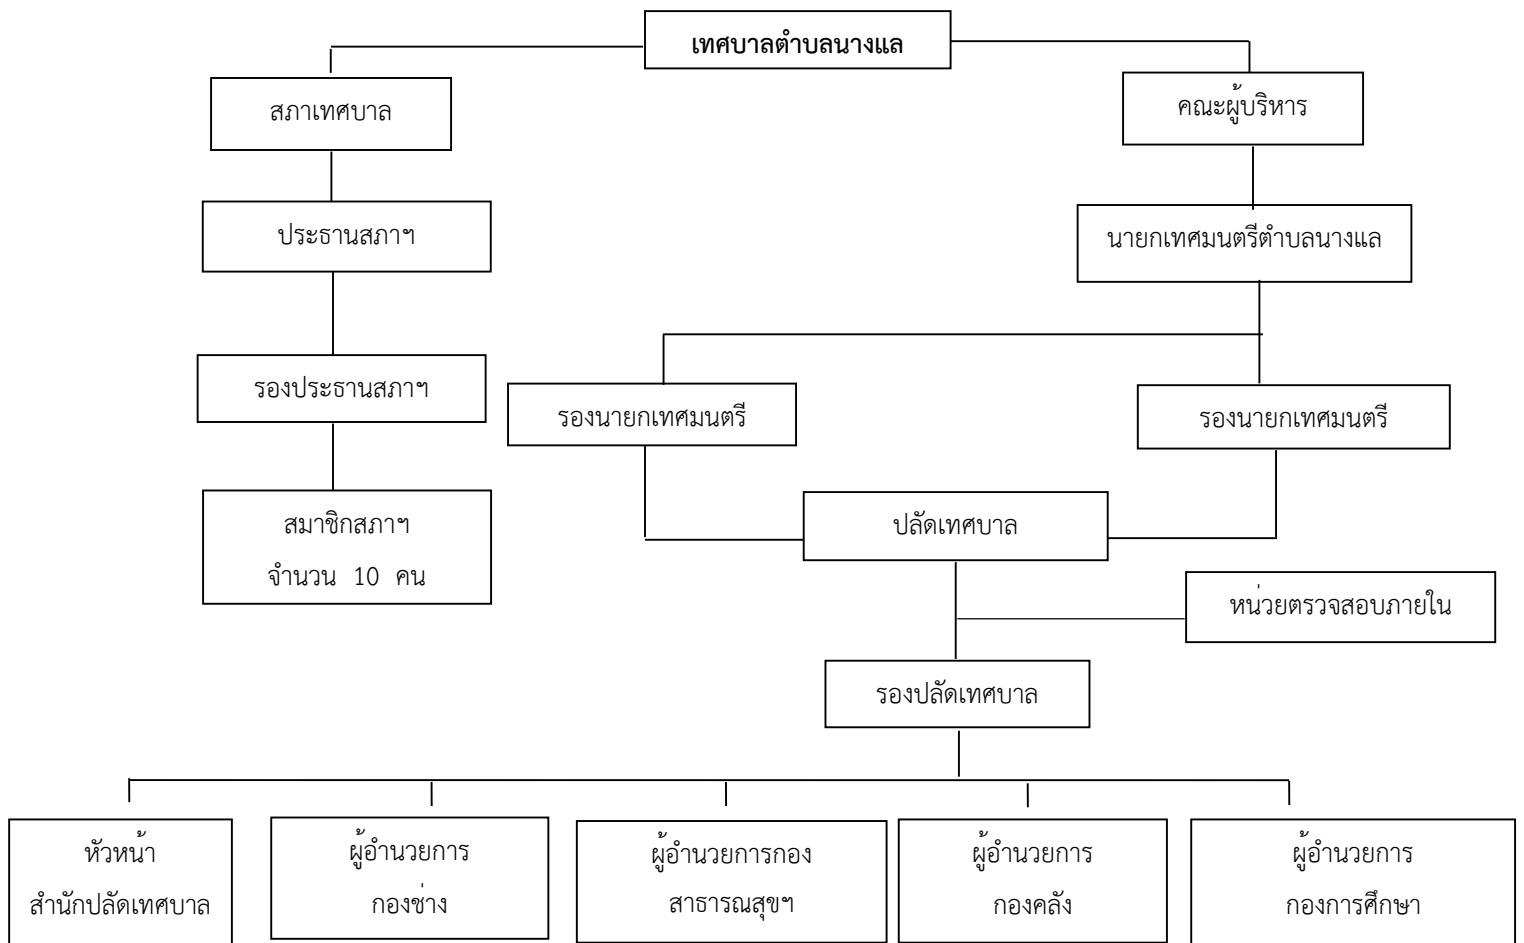 เทศบาลตำบลนางแล
สภาเทศบาล
คณะผู้บริหาร
ประธานสภาฯ
นายกเทศมนตรีตำบลนางแล
รองประธานสภาฯ
รองนายกเทศมนตรี
รองนายกเทศมนตรี
สมาชิกสภาฯ
จำนวน 10 คน
ปลัดเทศบาล
หน่วยตรวจสอบภายใน
รองปลัดเทศบาล
หัวหน้า
สำนักปลัดเทศบาล
ผู้อำนวยการ
กองช่าง
ผู้อำนวยการกอง
สาธารณสุขฯ
ผู้อำนวยการ
กองคลัง
ผู้อำนวยการ
กองการศึกษา